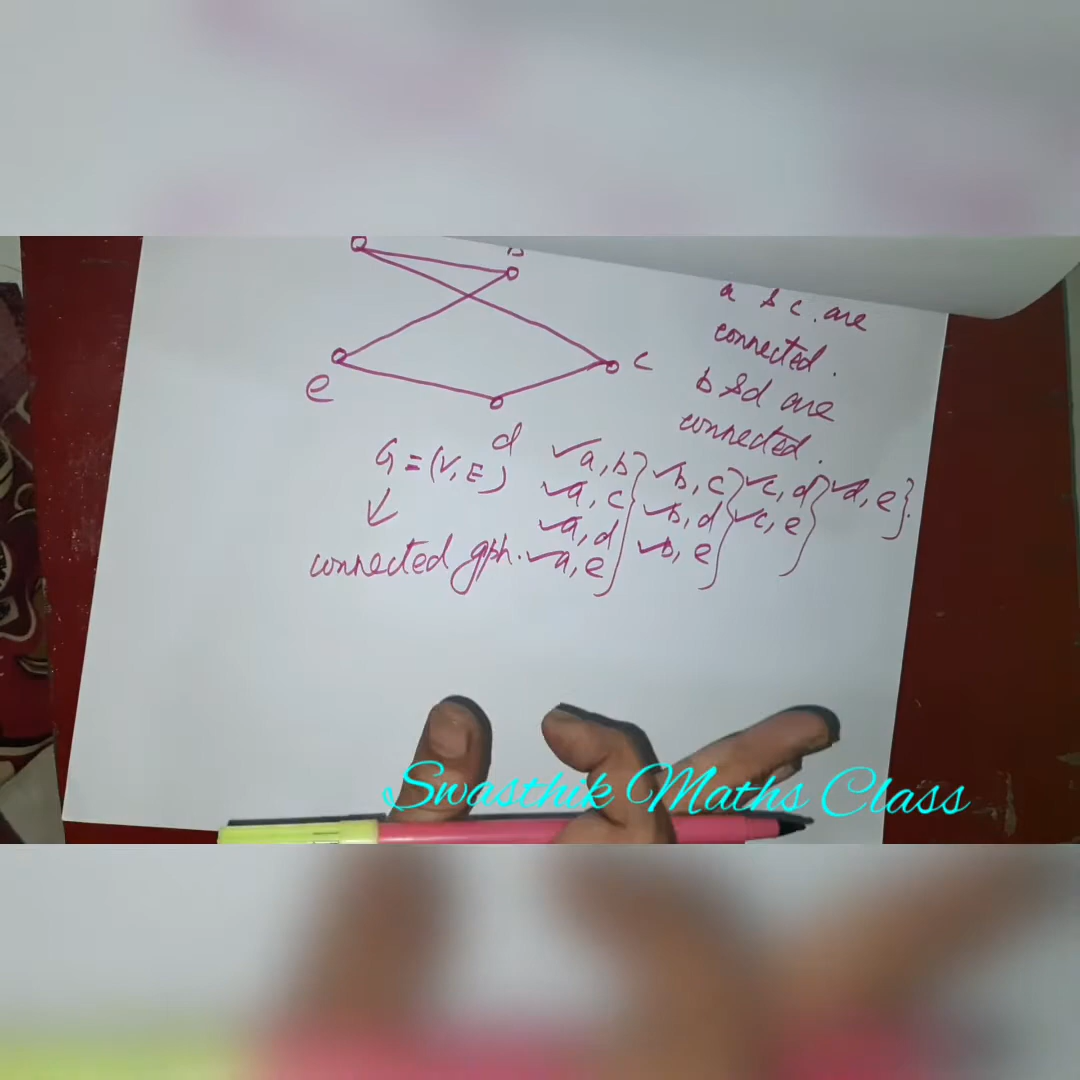 b
a & c. are
connected.
c
b & d are
connected.
e
d
G = (V, E)
✓a, b} ✓b, c} ✓c, d} ✓d, e}.
✓a, c ✓b, d ✓c, e
✓a, d ✓b, e
connected gph. ✓a, e
Swasthik Maths Class